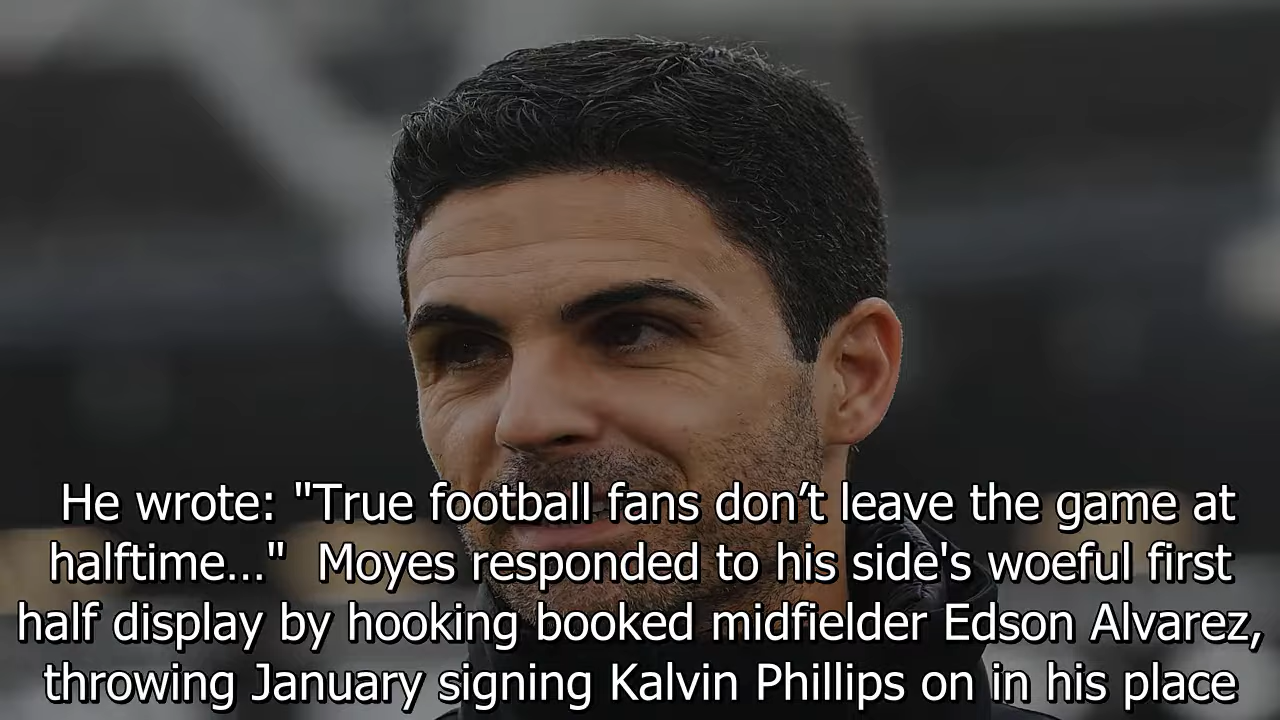 He wrote: "True football fans don’t leave the game at
halftime..."  Moyes responded to his side's woeful first
half display by hooking booked midfielder Edson Alvarez,
throwing January signing Kalvin Phillips on in his place